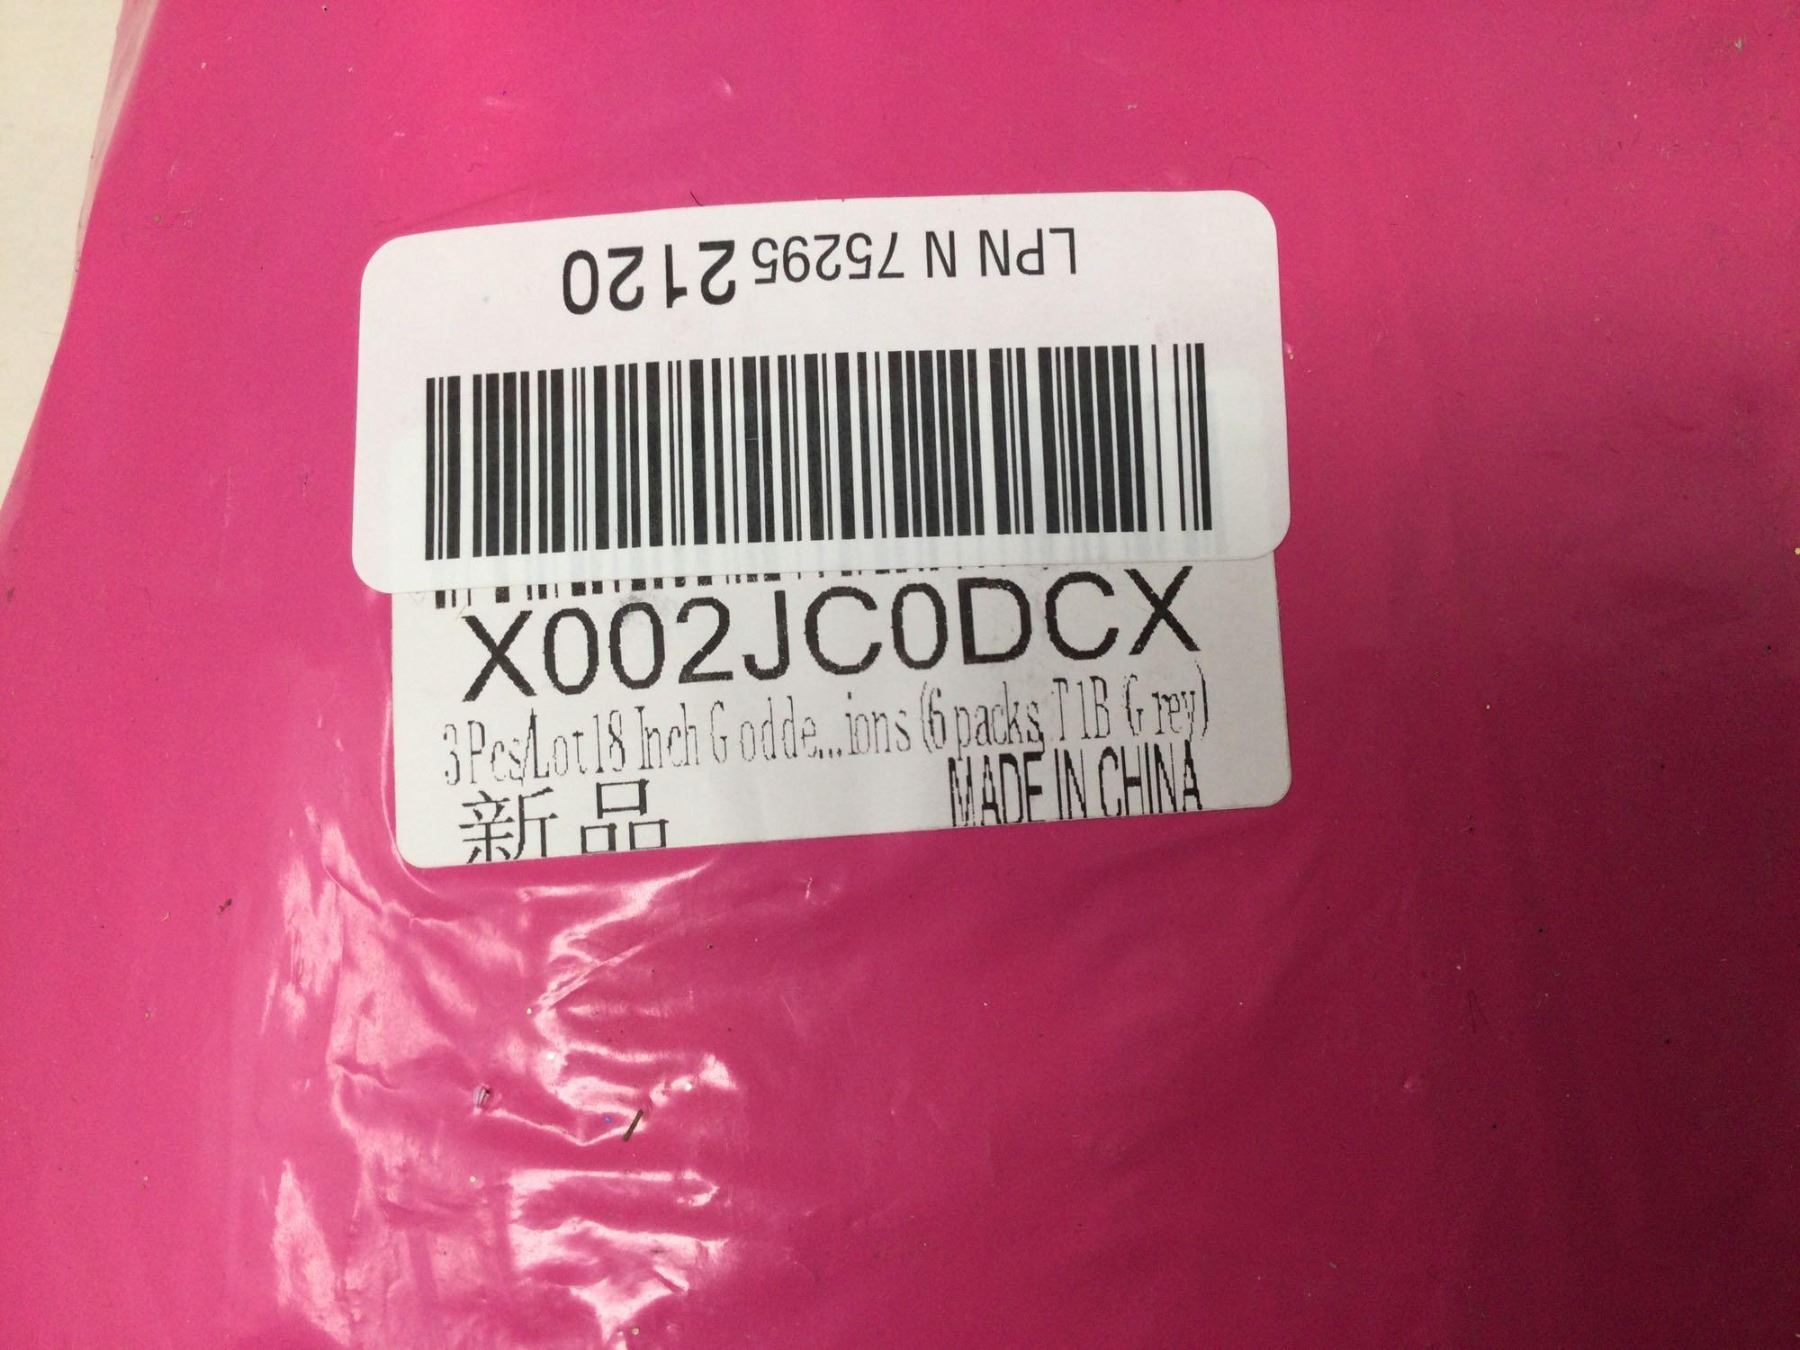 LPN N 75295 2120
X002JC0DCX
3 Pcs/Lot 18 Inch Godde...ions (6 packs, T1B Grey)
新品
MADE IN CHINA